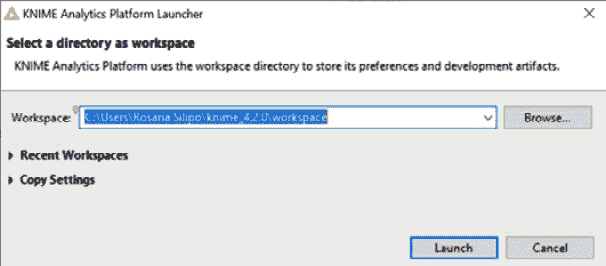 KNIME Analytics Platform Launcher
Select a directory as workspace
KNIME Analytics Platform uses the workspace directory to store its preferences and development artifacts.
Workspace: C:\Users\Rosaria Silipo\knime_4.2.0\workspace Browse...
Recent Workspaces
Copy Settings
Launch Cancel